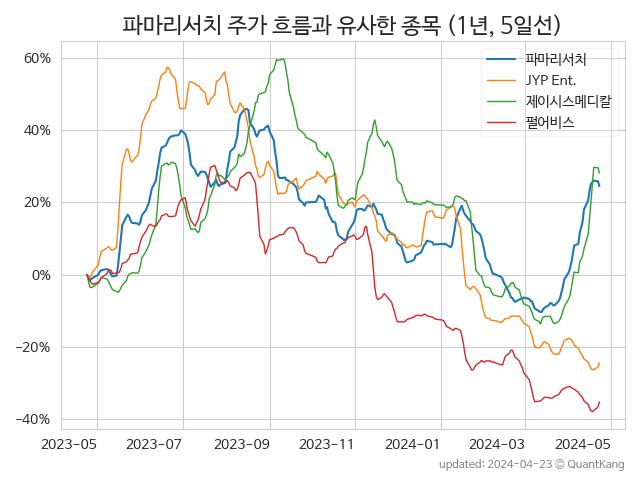 파마리서치 주가 흐름과 유사한 종목 (1년, 5일선)
파마리서치
JYP Ent.
제이시스메디칼
펄어비스
60%
40%
20%
0%
−20%
−40%
2023-05 2023-07 2023-09 2023-11 2024-01 2024-03 2024-05
updated: 2024-04-23 © QuantKang